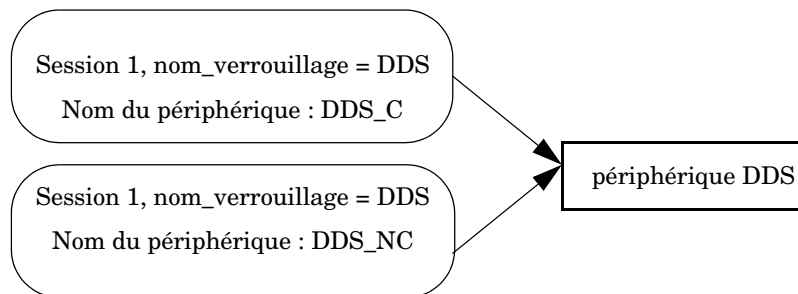 Session 1, nom_verrouillage = DDS
Nom du périphérique : DDS_C
Session 1, nom_verrouillage = DDS
Nom du périphérique : DDS_NC
périphérique DDS